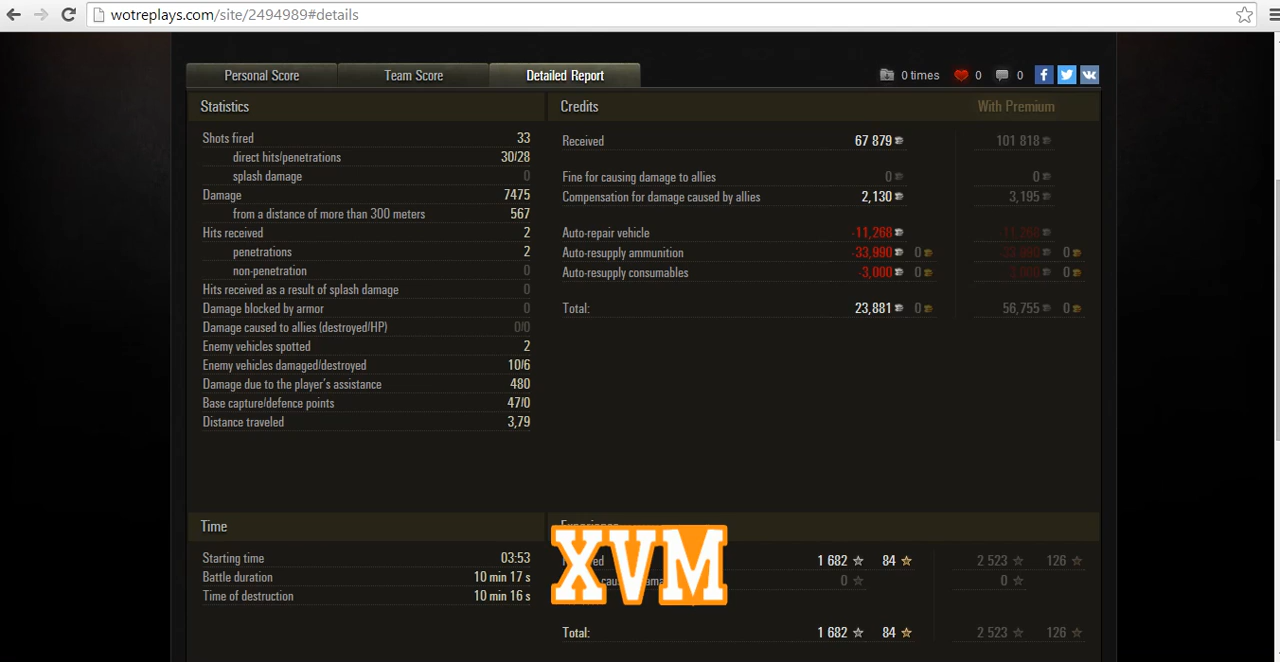 wotreplays.com/site/2494989#details
Personal Score Team Score Detailed Report 0 times 0 0
Statistics
Shots fired 33
direct hits/penetrations 30/28
splash damage 0
Damage 7475
from a distance of more than 300 meters 567
Hits received 2
penetrations 2
non-penetration 0
Hits received as a result of splash damage 0
Damage blocked by armor 0
Damage caused to allies (destroyed/HP) 0/0
Enemy vehicles spotted 2
Enemy vehicles damaged/destroyed 10/6
Damage due to the player's assistance 480
Base capture/defence points 47/0
Distance traveled 3,79
Credits With Premium
Received 67 879 101 818
Fine for causing damage to allies 0 0
Compensation for damage caused by allies 2,130 3,195
Auto-repair vehicle -11,268 -11,268
Auto-resupply ammunition -33,990 0 -33,990 0
Auto-resupply consumables -3,000 0 -3,000 0
Total: 23,881 0 56,755 0
Time
Starting time 03:53
Battle duration 10 min 17 s
Time of destruction 10 min 16 s
XVM
1 682 84 2 523 126
0 0
Total: 1 682 84 2 523 126